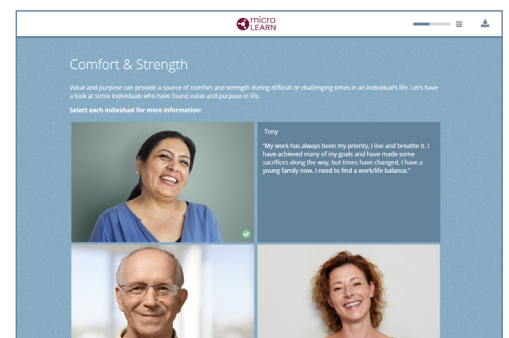 micro
LEARN
Comfort & Strength
Value and purpose can provide a source of comfort and strength during difficult or challenging times in an individual's life. Let's have
a look at some individuals who have found value and purpose in life.
Select each individual for more information:
Tony
"My work has always been my priority, I live and breathe it. I
have achieved many of my goals and have made some
sacrifices along the way, but times have changed, I have a
young family now. I need to find a work/life balance."